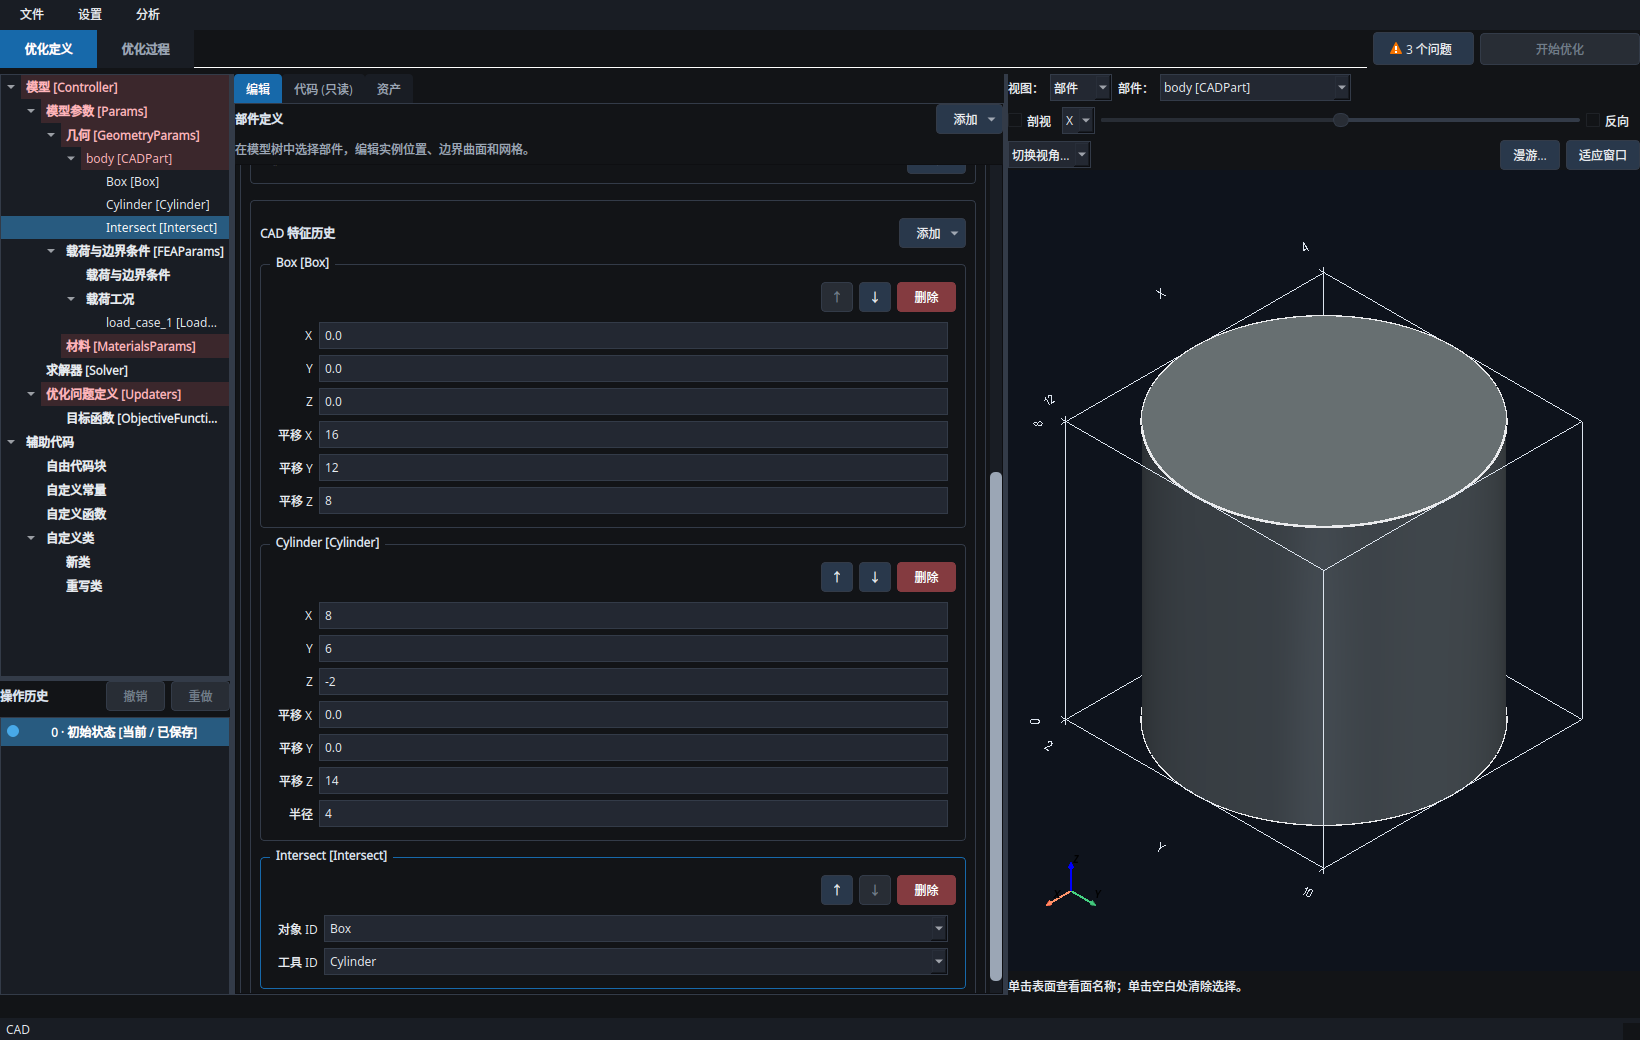 文件 设置 分析
优化定义 优化过程 3 个问题 开始优化
模型 [Controller]
模型参数 [Params]
几何 [GeometryParams]
body [CADPart]
Box [Box]
Cylinder [Cylinder]
Intersect [Intersect]
载荷与边界条件 [FEAParams]
载荷与边界条件
载荷工况
load_case_1 [Load...
材料 [MaterialsParams]
求解器 [Solver]
优化问题定义 [Updaters]
目标函数 [ObjectiveFuncti...
辅助代码
自由代码块
自定义常量
自定义函数
自定义类
新类
重写类
操作历史 撤销 重做
0 · 初始状态 [当前 / 已保存]
编辑 代码 (只读) 资产
部件定义 添加
在模型树中选择部件，编辑实例位置、边界曲面和网格。
CAD 特征历史 添加
Box [Box]
↑ ↓ 删除
X 0.0
Y 0.0
Z 0.0
平移 X 16
平移 Y 12
平移 Z 8
Cylinder [Cylinder]
↑ ↓ 删除
X 8
Y 6
Z -2
平移 X 0.0
平移 Y 0.0
平移 Z 14
半径 4
Intersect [Intersect]
↑ ↓ 删除
对象 ID Box
工具 ID Cylinder
视图： 部件 部件： body [CADPart]
剖视 X 反向
切换视角... 漫游... 适应窗口
4
X
12
8
0
2
Y
10
Z
X Y
单击表面查看面名称；单击空白处清除选择。
CAD